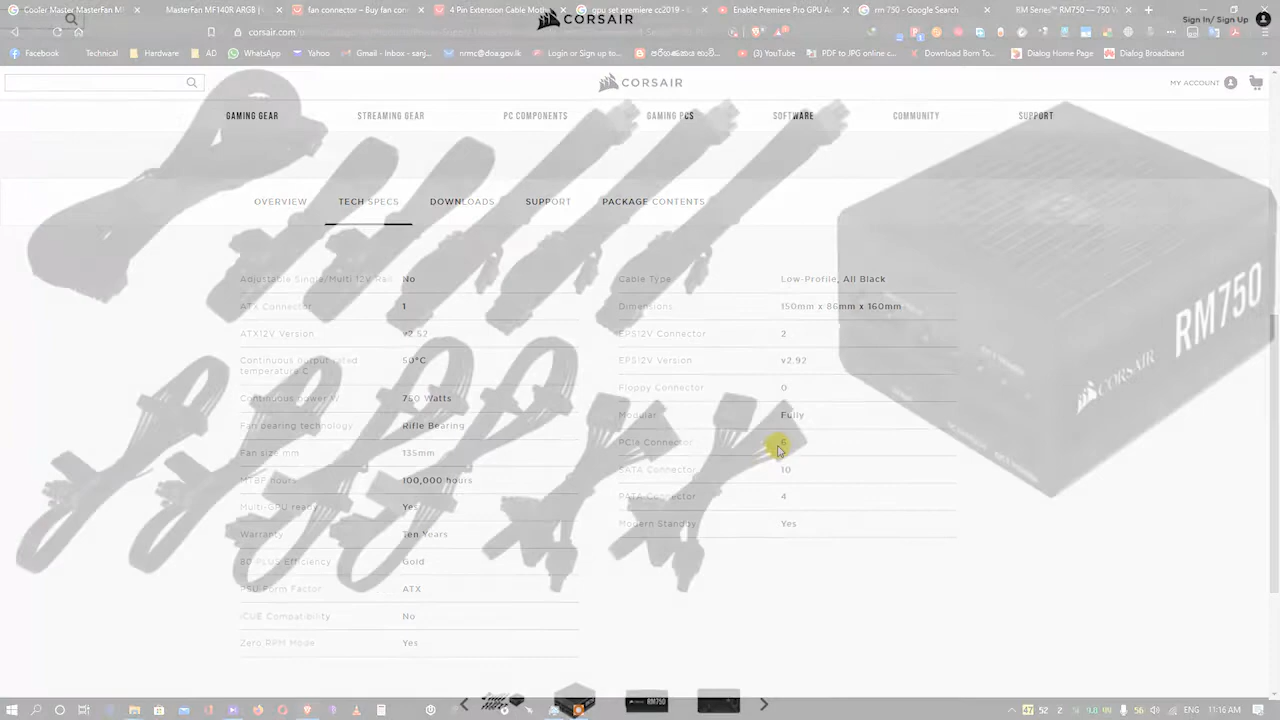 Cooler Master MasterFan MF
MasterFan MF140R ARGB |
fan connector – Buy fan connec
4 Pin Extension Cable Moth
gpu set premiere cc2019 - G
Enable Premiere Pro GPU Ac
rm 750 - Google Search
RM Series™ RM750 — 750 W
CORSAIR
Sign In/ Sign Up
corsair.com
Facebook
Technical
Hardware
AD
WhatsApp
Yahoo
Gmail - Inbox - sanj...
nrmc@doa.gov.lk
Login or Sign up to...
(3) YouTube
PDF to JPG online c...
Download Born To...
Dialog Home Page
Dialog Broadband
CORSAIR
MY ACCOUNT
GAMING GEAR
STREAMING GEAR
PC COMPONENTS
GAMING PCS
SOFTWARE
COMMUNITY
SUPPORT
OVERVIEW
TECH SPECS
DOWNLOADS
SUPPORT
PACKAGE CONTENTS
Adjustable Single/Multi 12V Rail No
ATX Connector 1
ATX12V Version v2.52
Continuous output rated temperature C 50°C
Continuous power W 750 Watts
Fan bearing technology Rifle Bearing
Fan size mm 135mm
MTBF hours 100,000 hours
Multi-GPU ready Yes
Warranty Ten Years
80 PLUS Efficiency Gold
PSU Form Factor ATX
iCUE Compatibility No
Zero RPM Mode Yes
Cable Type Low-Profile, All Black
Dimensions 150mm x 86mm x 160mm
EPS12V Connector 2
EPS12V Version v2.92
Floppy Connector 0
Modular Fully
PCIe Connector 6
SATA Connector 10
PATA Connector 4
Modern Standby Yes
RM750
CORSAIR
RM750
ENG
11:16 AM